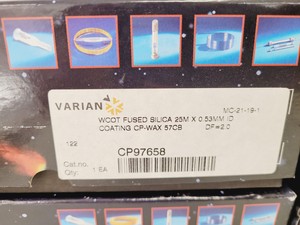 VARIAN
MC-21-19-1
WCOT FUSED SILICA 25M X 0.53MM ID
COATING CP-WAX 57CB DF=2.0
122
CP97658
Cat.no.
Qty. 1 EA